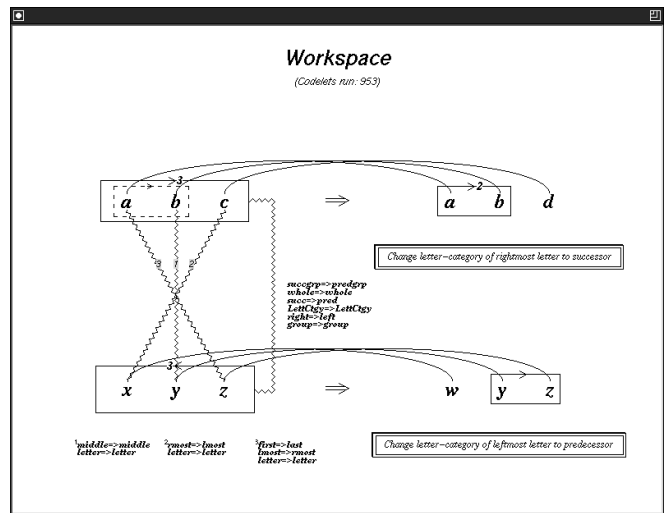 Workspace
(Codelets run: 953)
3
2
a b c ⇒ a b d
Change letter-category of rightmost letter to successor
3 1 2
succgrp=>predgrp
whole=>whole
succ=>pred
LettCtgy=>LettCtgy
right=>left
group=>group
3
x y z ⇒ w y z
Change letter-category of leftmost letter to predecessor
1middle=>middle
letter=>letter
2rmost=>lmost
letter=>letter
3first=>last
lmost=>rmost
letter=>letter